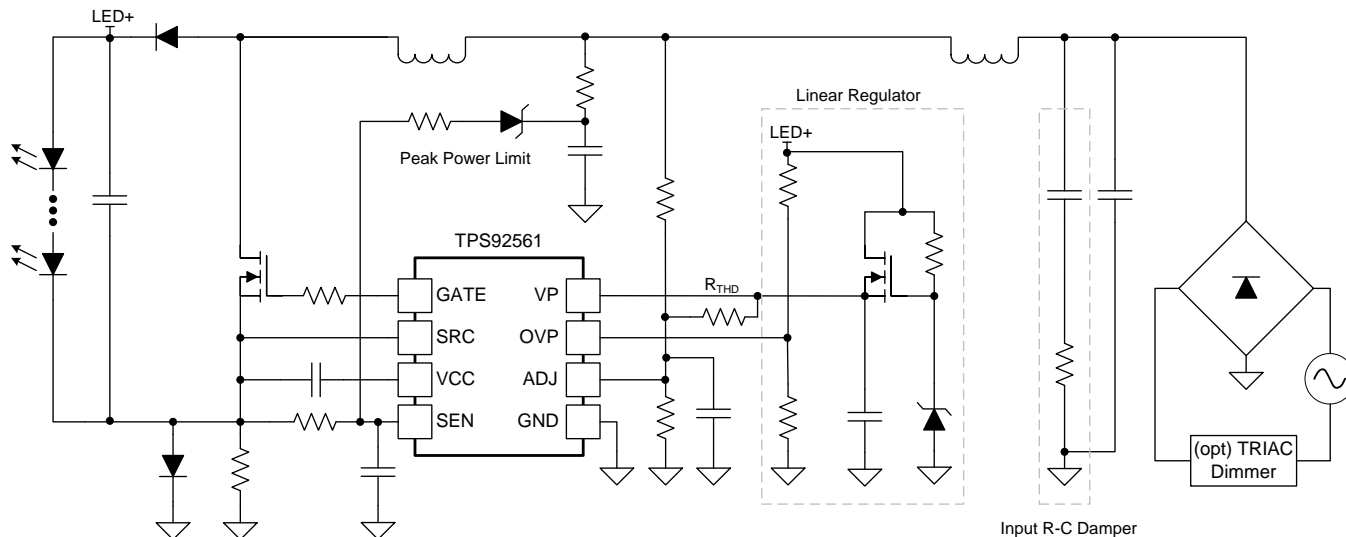 LED+
Linear Regulator
LED+
Peak Power Limit
TPS92561
GATE
VP
SRC
OVP
VCC
ADJ
SEN
GND
RTHD
(opt) TRIAC
Dimmer
Input R-C Damper